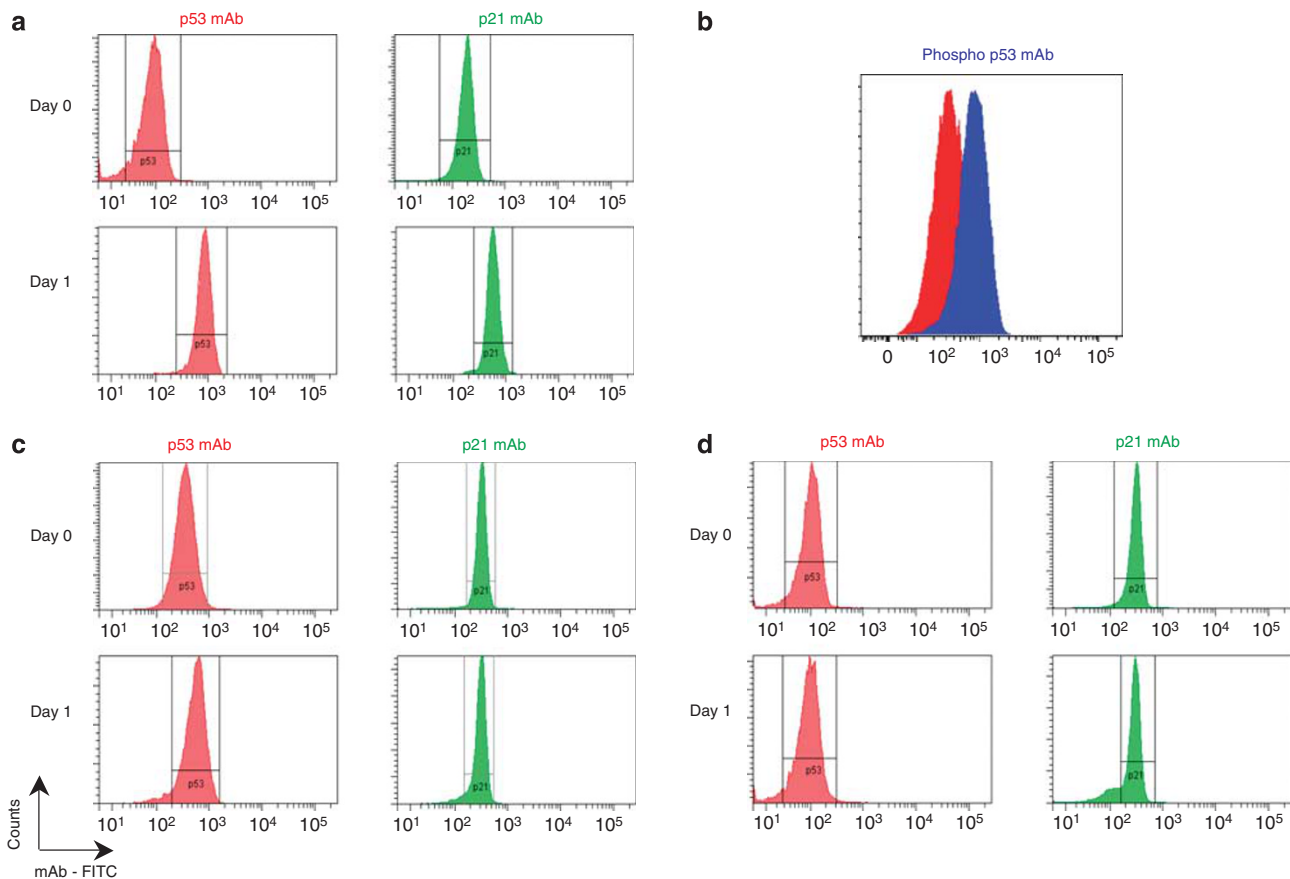 a
p53 mAb
p21 mAb
Day 0
p53
p21
10¹ 10² 10³ 10⁴ 10⁵
10¹ 10² 10³ 10⁴ 10⁵
Day 1
p53
p21
10¹ 10² 10³ 10⁴ 10⁵
10¹ 10² 10³ 10⁴ 10⁵
b
Phospho p53 mAb
0 10² 10³ 10⁴ 10⁵
c
p53 mAb
p21 mAb
Day 0
p53
p21
10¹ 10² 10³ 10⁴ 10⁵
10¹ 10² 10³ 10⁴ 10⁵
Day 1
p53
p21
10¹ 10² 10³ 10⁴ 10⁵
10¹ 10² 10³ 10⁴ 10⁵
Counts
mAb - FITC
d
p53 mAb
p21 mAb
Day 0
p53
p21
10¹ 10² 10³ 10⁴ 10⁵
10¹ 10² 10³ 10⁴ 10⁵
Day 1
p53
p21
10¹ 10² 10³ 10⁴ 10⁵
10¹ 10² 10³ 10⁴ 10⁵